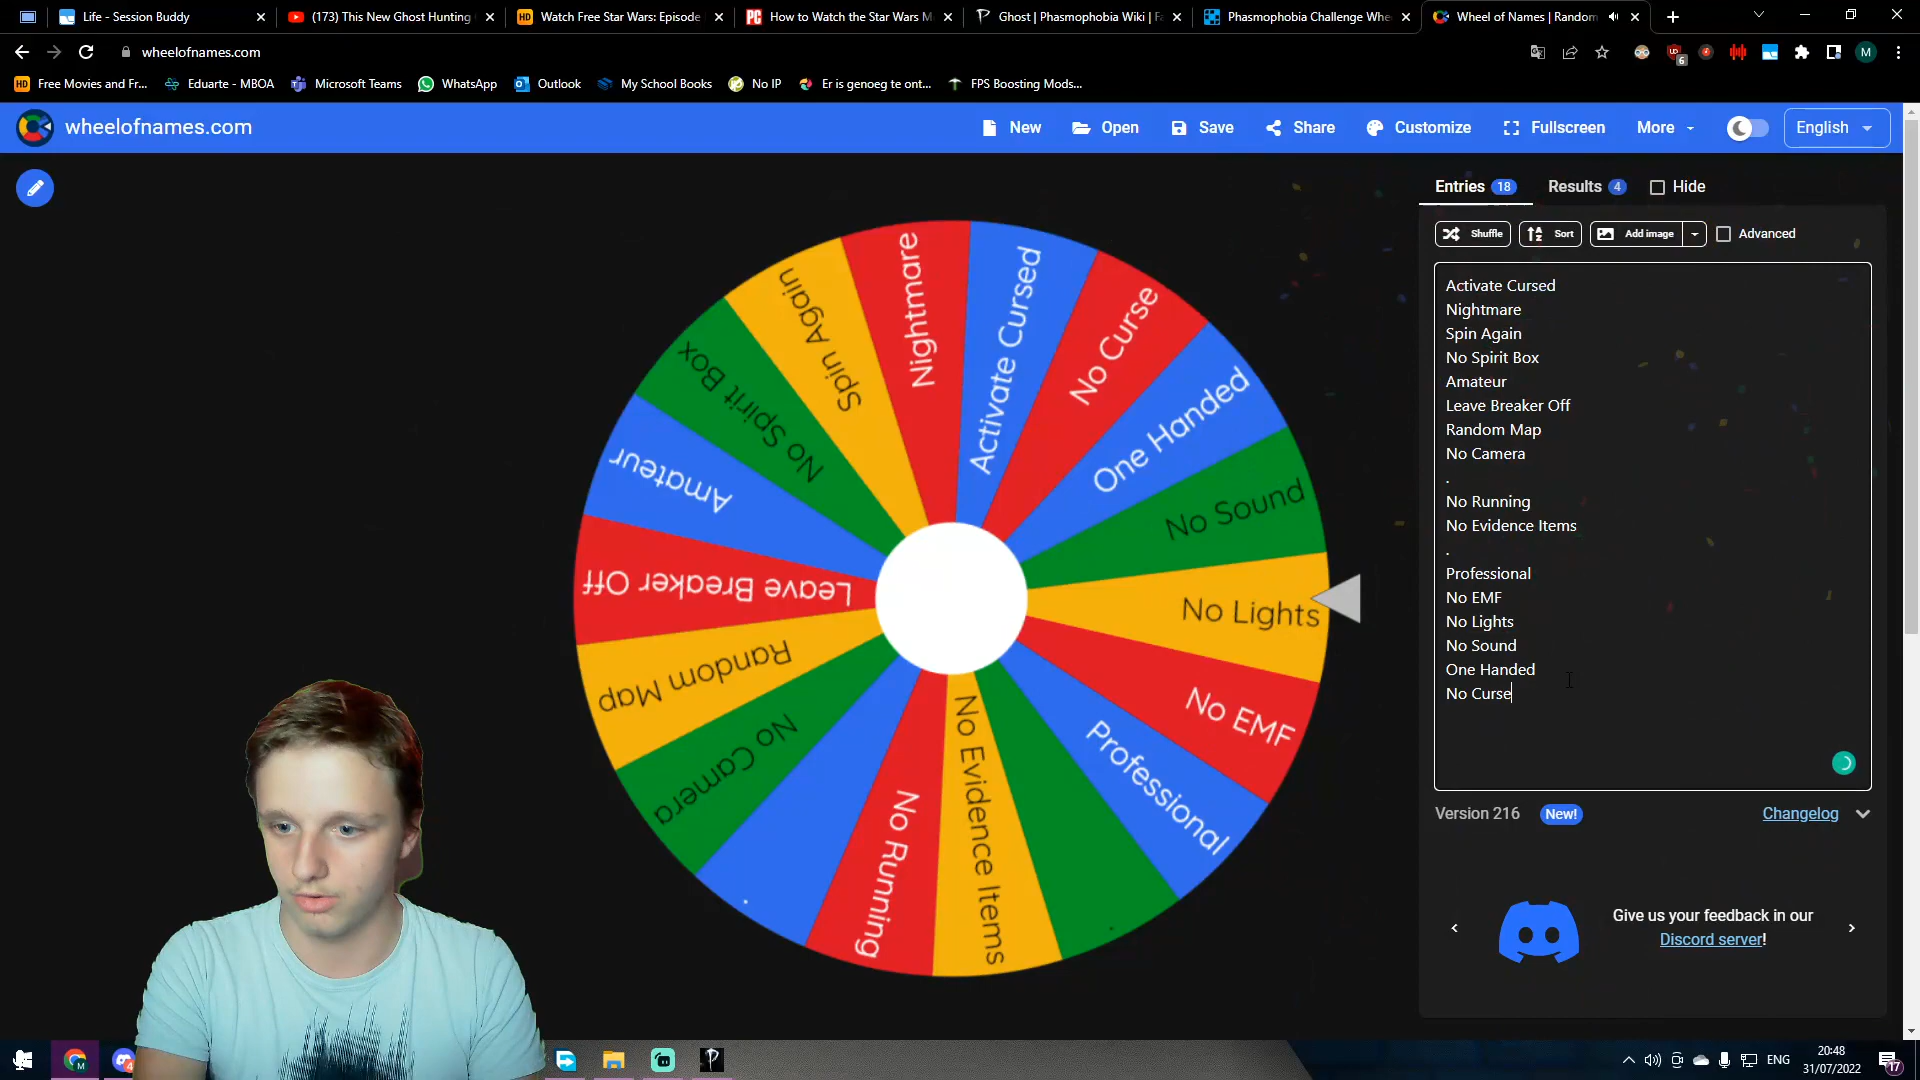 Life - Session Buddy
(173) This New Ghost Hunting
Watch Free Star Wars: Episode
How to Watch the Star Wars M
Ghost | Phasmophobia Wiki | Fa
Phasmophobia Challenge Whe
Wheel of Names | Random
wheelofnames.com
Free Movies and Fr...
Eduarte - MBOA
Microsoft Teams
WhatsApp
Outlook
My School Books
No IP
Er is genoeg te ont...
FPS Boosting Mods...
wheelofnames.com
New
Open
Save
Share
Customize
Fullscreen
More
English
Entries 18
Results 4
Hide
Shuffle
Sort
Add image
Advanced
Activate Cursed
Nightmare
Spin Again
No Spirit Box
Amateur
Leave Breaker Off
Random Map
No Camera
.
No Running
No Evidence Items
.
Professional
No EMF
No Lights
No Sound
One Handed
No Curse
Nightmare
Activate Cursed
No Curse
One Handed
No Sound
No Lights
No EMF
Professional
.
No Evidence Items
No Running
.
No Camera
Random Map
Leave Breaker Off
Amateur
No Spirit Box
Spin Again
Version 216
New!
Changelog
Give us your feedback in our
Discord server!
ENG
20:48
31/07/2022
17